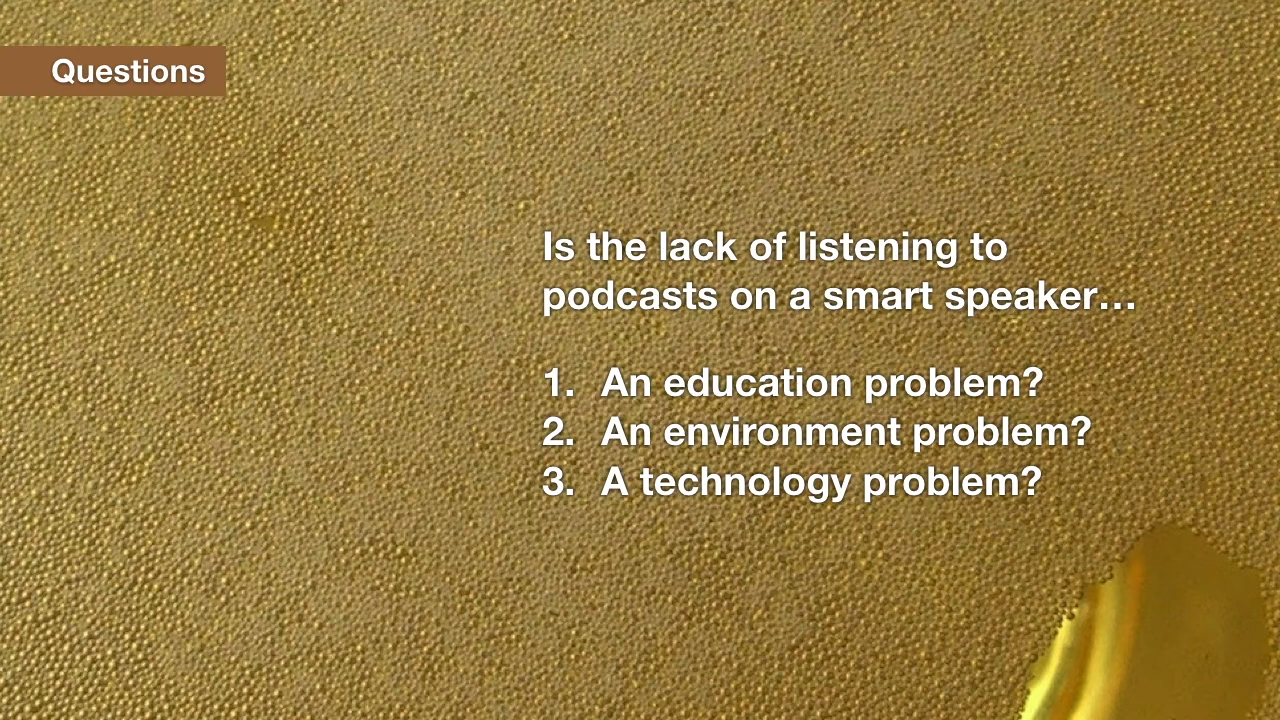 Questions
Is the lack of listening to
podcasts on a smart speaker…
1. An education problem?
2. An environment problem?
3. A technology problem?